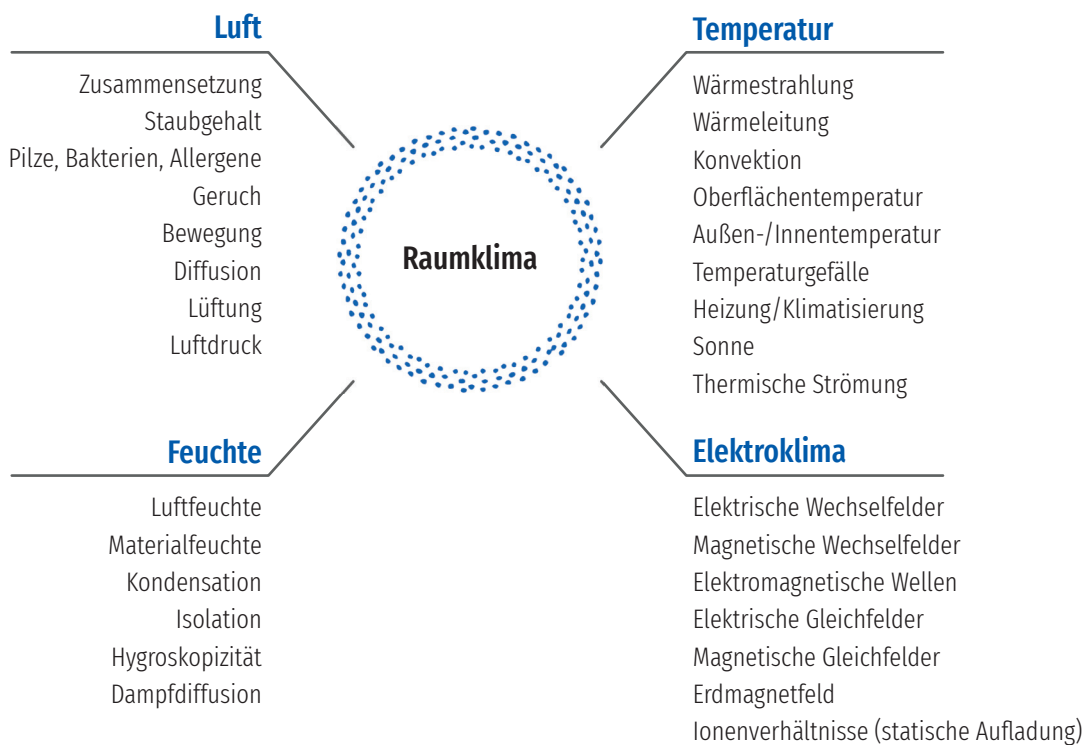 Luft
Zusammensetzung
Staubgehalt
Pilze, Bakterien, Allergene
Geruch
Bewegung
Diffusion
Lüftung
Luftdruck
Temperatur
Wärmestrahlung
Wärmeleitung
Konvektion
Oberflächentemperatur
Außen-/Innentemperatur
Temperaturgefälle
Heizung/Klimatisierung
Sonne
Thermische Strömung
Raumklima
Feuchte
Luftfeuchte
Materialfeuchte
Kondensation
Isolation
Hygroskopizität
Dampfdiffusion
Elektroklima
Elektrische Wechselfelder
Magnetische Wechselfelder
Elektromagnetische Wellen
Elektrische Gleichfelder
Magnetische Gleichfelder
Erdmagnetfeld
Ionenverhältnisse (statische Aufladung)